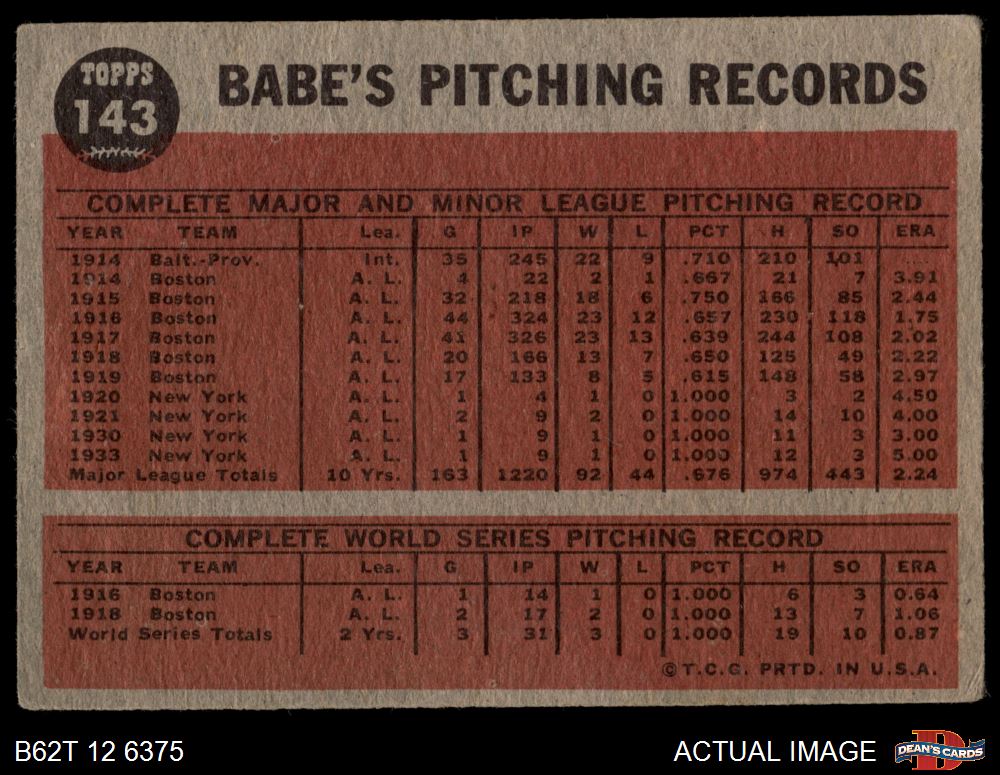 TOPPS
143
BABE'S PITCHING RECORDS
COMPLETE MAJOR AND MINOR LEAGUE PITCHING RECORD
YEAR TEAM Lea. G IP W L PCT H SO ERA
1914 Balt.-Prov. Int. 35 245 22 9 .710 210 101 ....
1914 Boston A. L. 4 22 2 1 .667 21 7 3.91
1915 Boston A. L. 32 218 18 6 .750 166 85 2.44
1916 Boston A. L. 44 324 23 12 .657 230 118 1.75
1917 Boston A. L. 41 326 23 13 .639 244 108 2.02
1918 Boston A. L. 20 166 13 7 .650 125 49 2.22
1919 Boston A. L. 17 133 8 5 .615 148 58 2.97
1920 New York A. L. 1 4 1 0 1.000 3 2 4.50
1921 New York A. L. 2 9 2 0 1.000 14 10 4.00
1930 New York A. L. 1 9 1 0 1.000 11 3 3.00
1933 New York A. L. 1 9 1 0 1.000 12 3 5.00
Major League Totals 10 Yrs. 163 1220 92 44 .676 974 443 2.24
COMPLETE WORLD SERIES PITCHING RECORD
YEAR TEAM Lea. G IP W L PCT H SO ERA
1916 Boston A. L. 1 14 1 0 1.000 6 3 0.64
1918 Boston A. L. 2 17 2 0 1.000 13 7 1.06
World Series Totals 2 Yrs. 3 31 3 0 1.000 19 10 0.87
©T.C.G. PRTD. IN U.S.A.
B62T 12 6375
ACTUAL IMAGE
D
DEAN'S CARDS